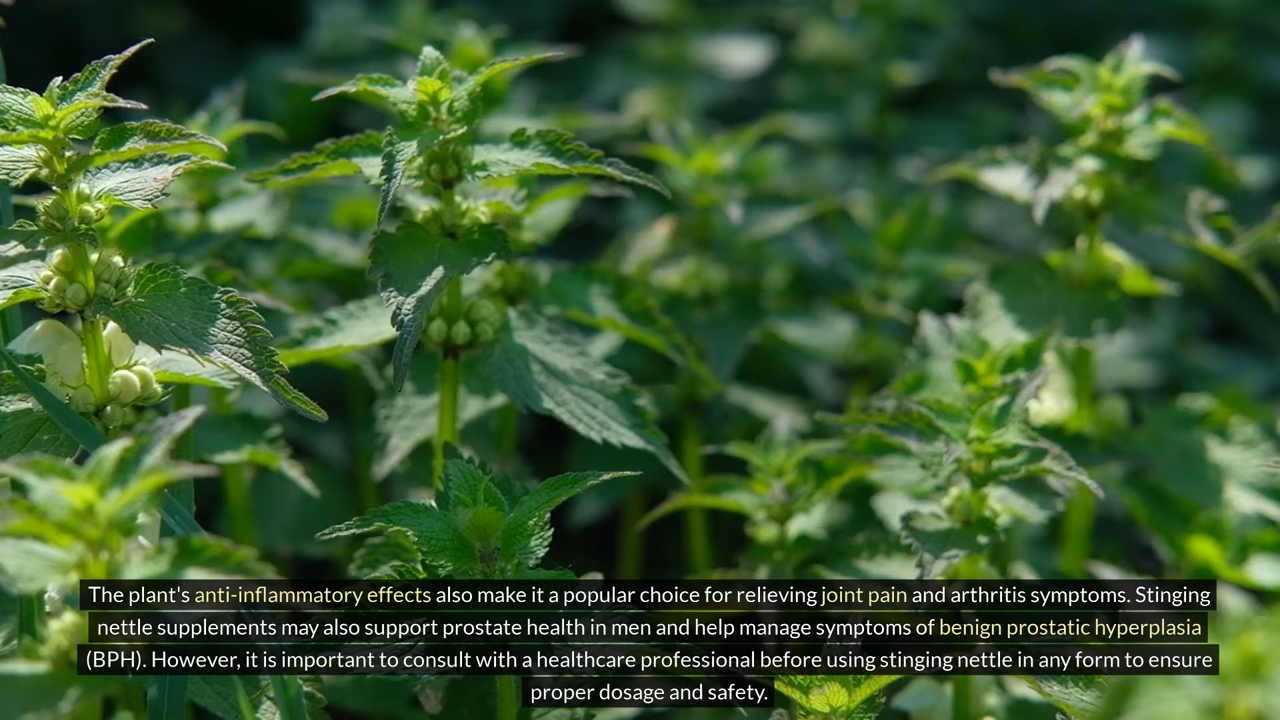 The plant's anti-inflammatory effects also make it a popular choice for relieving joint pain and arthritis symptoms. Stinging
nettle supplements may also support prostate health in men and help manage symptoms of benign prostatic hyperplasia
(BPH). However, it is important to consult with a healthcare professional before using stinging nettle in any form to ensure
proper dosage and safety.